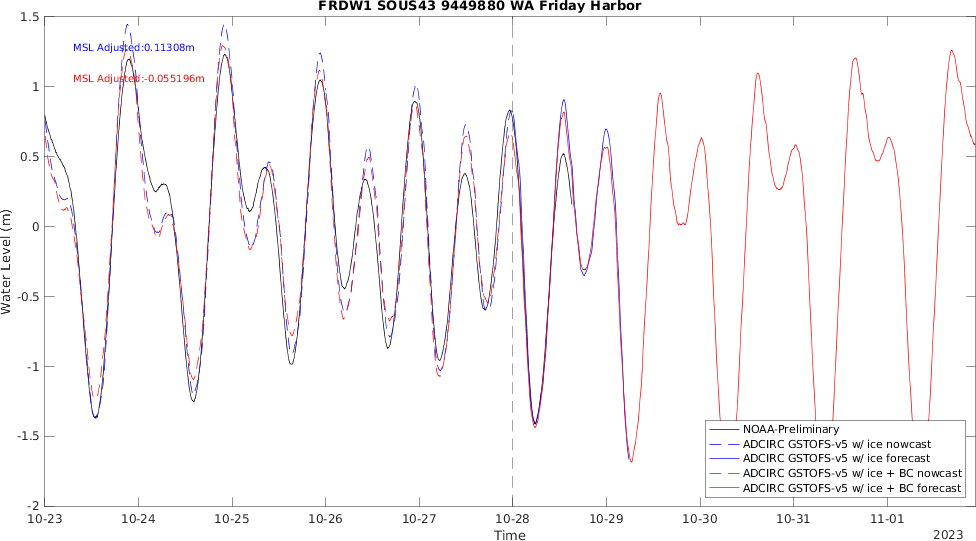 FRDW1 SOUS43 9449880 WA Friday Harbor
1.5
1
0.5
0
-0.5
-1
-1.5
-2
Water Level (m)
MSL Adjusted:0.11308m
MSL Adjusted:-0.055196m
NOAA-Preliminary
ADCIRC GSTOFS-v5 w/ ice nowcast
ADCIRC GSTOFS-v5 w/ ice forecast
ADCIRC GSTOFS-v5 w/ ice + BC nowcast
ADCIRC GSTOFS-v5 w/ ice + BC forecast
10-23 10-24 10-25 10-26 10-27 10-28 10-29 10-30 10-31 11-01
Time
2023